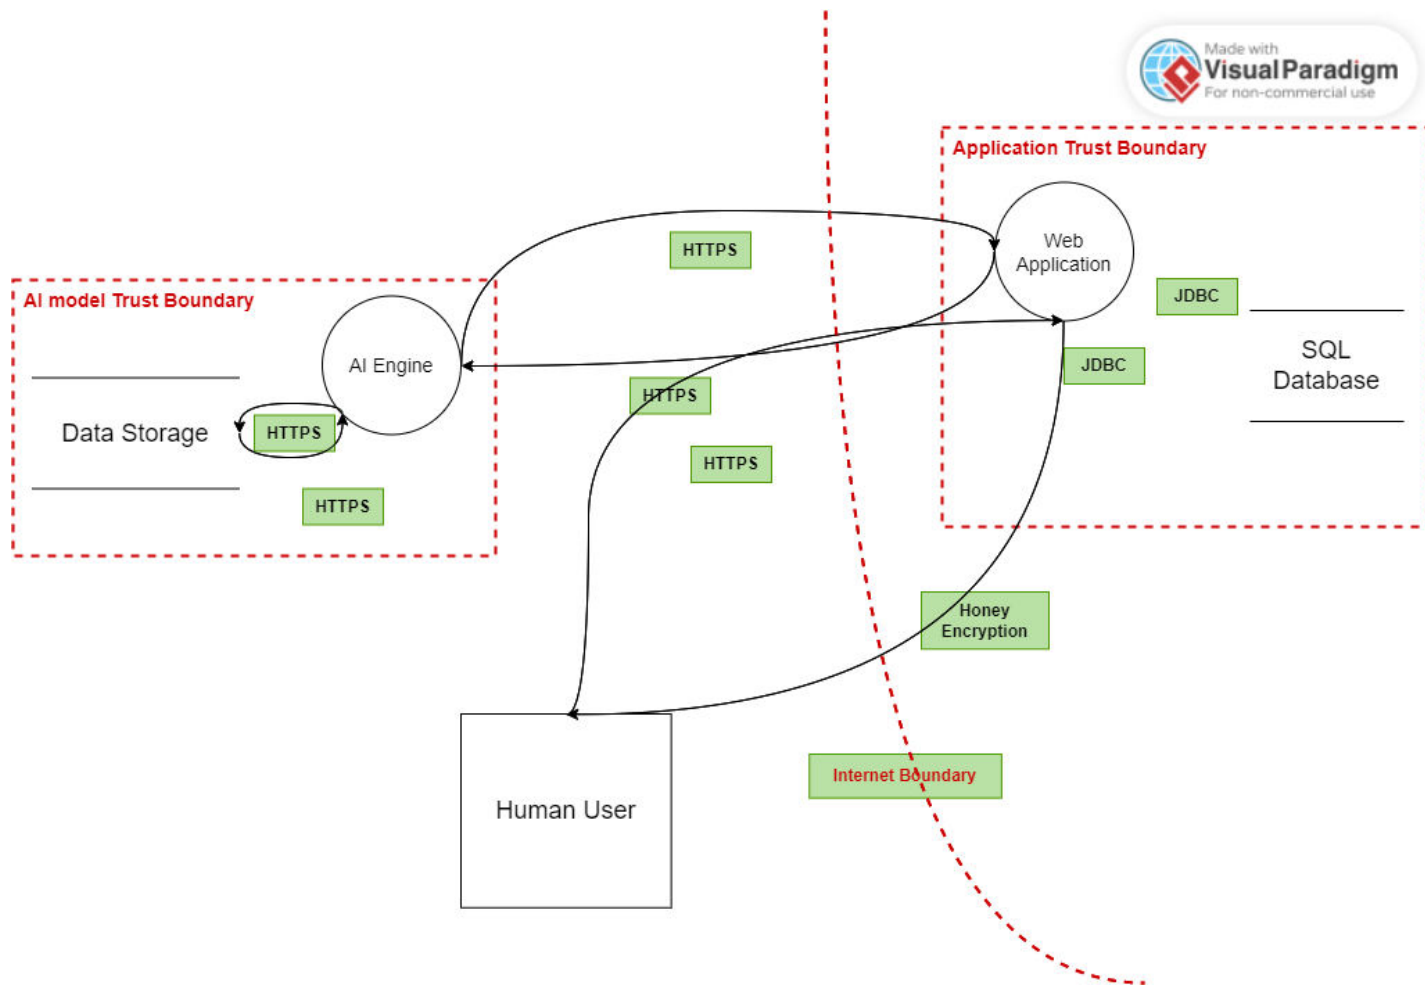 Made with
Visual Paradigm
For non-commercial use
Application Trust Boundary
Web
Application
JDBC
JDBC
SQL
Database
HTTPS
AI model Trust Boundary
AI Engine
Data Storage
HTTPS
HTTPS
HTTPS
HTTPS
Honey
Encryption
Internet Boundary
Human User